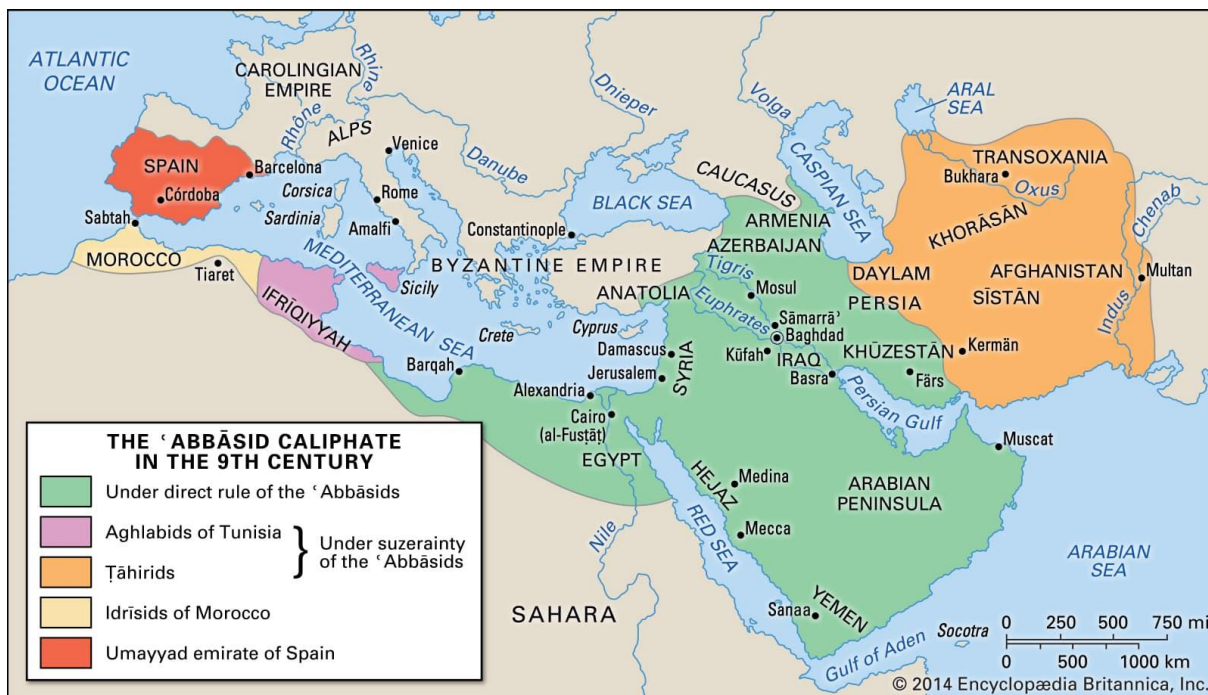 ATLANTIC
OCEAN
CAROLINGIAN
EMPIRE
Rhine
Rhône
ALPS
Venice
Danube
Dnieper
Volga
ARAL
SEA
CASPIAN SEA
CAUCASUS
TRANSOXANIA
Bukhara
Oxus
Chenab
SPAIN
Barcelona
Córdoba
Corsica
Sardinia
Rome
Amalfi
BLACK SEA
Constantinople
ARMENIA
AZERBAIJAN
KHORĀSĀN
Sabtah
MOROCCO
Tiaret
MEDITERRANEAN SEA
BYZANTINE EMPIRE
ANATOLIA
Tigris
Mosul
DAYLAM
AFGHANISTAN
Multan
IFRĪQIYYAH
Sicily
Crete
Cyprus
Euphrates
Sāmarrāʾ
Baghdad
PERSIA
SĪSTĀN
Indus
Barqah
Damascus
SYRIA
Kūfah
IRAQ
KHŪZESTĀN
Kermān
Jerusalem
Basra
Fārs
Alexandria
Persian Gulf
Cairo
(al-Fusṭāṭ)
EGYPT
Muscat
HEJAZ
Medina
ARABIAN
PENINSULA
Mecca
RED SEA
Nile
ARABIAN
SEA
SAHARA
Sanaa
YEMEN
Gulf of Aden
Socotra
THE ʿABBĀSID CALIPHATE
IN THE 9TH CENTURY
Under direct rule of the ʿAbbāsids
Aghlabids of Tunisia
Ṭāhirids
} Under suzerainty
of the ʿAbbāsids
Idrīsids of Morocco
Umayyad emirate of Spain
0 250 500 750 mi
0 500 1000 km
© 2014 Encyclopædia Britannica, Inc.